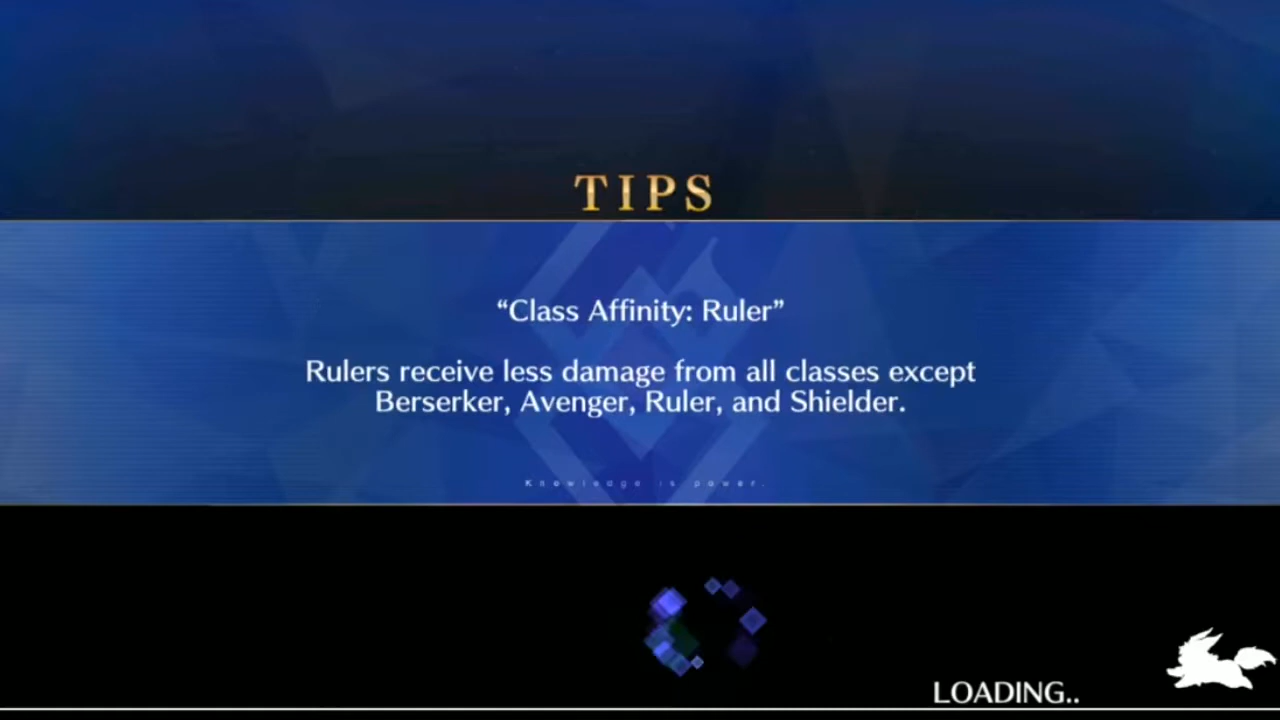 TIPS
“Class Affinity: Ruler”
Rulers receive less damage from all classes except
Berserker, Avenger, Ruler, and Shielder.
Knowledge is power.
LOADING..